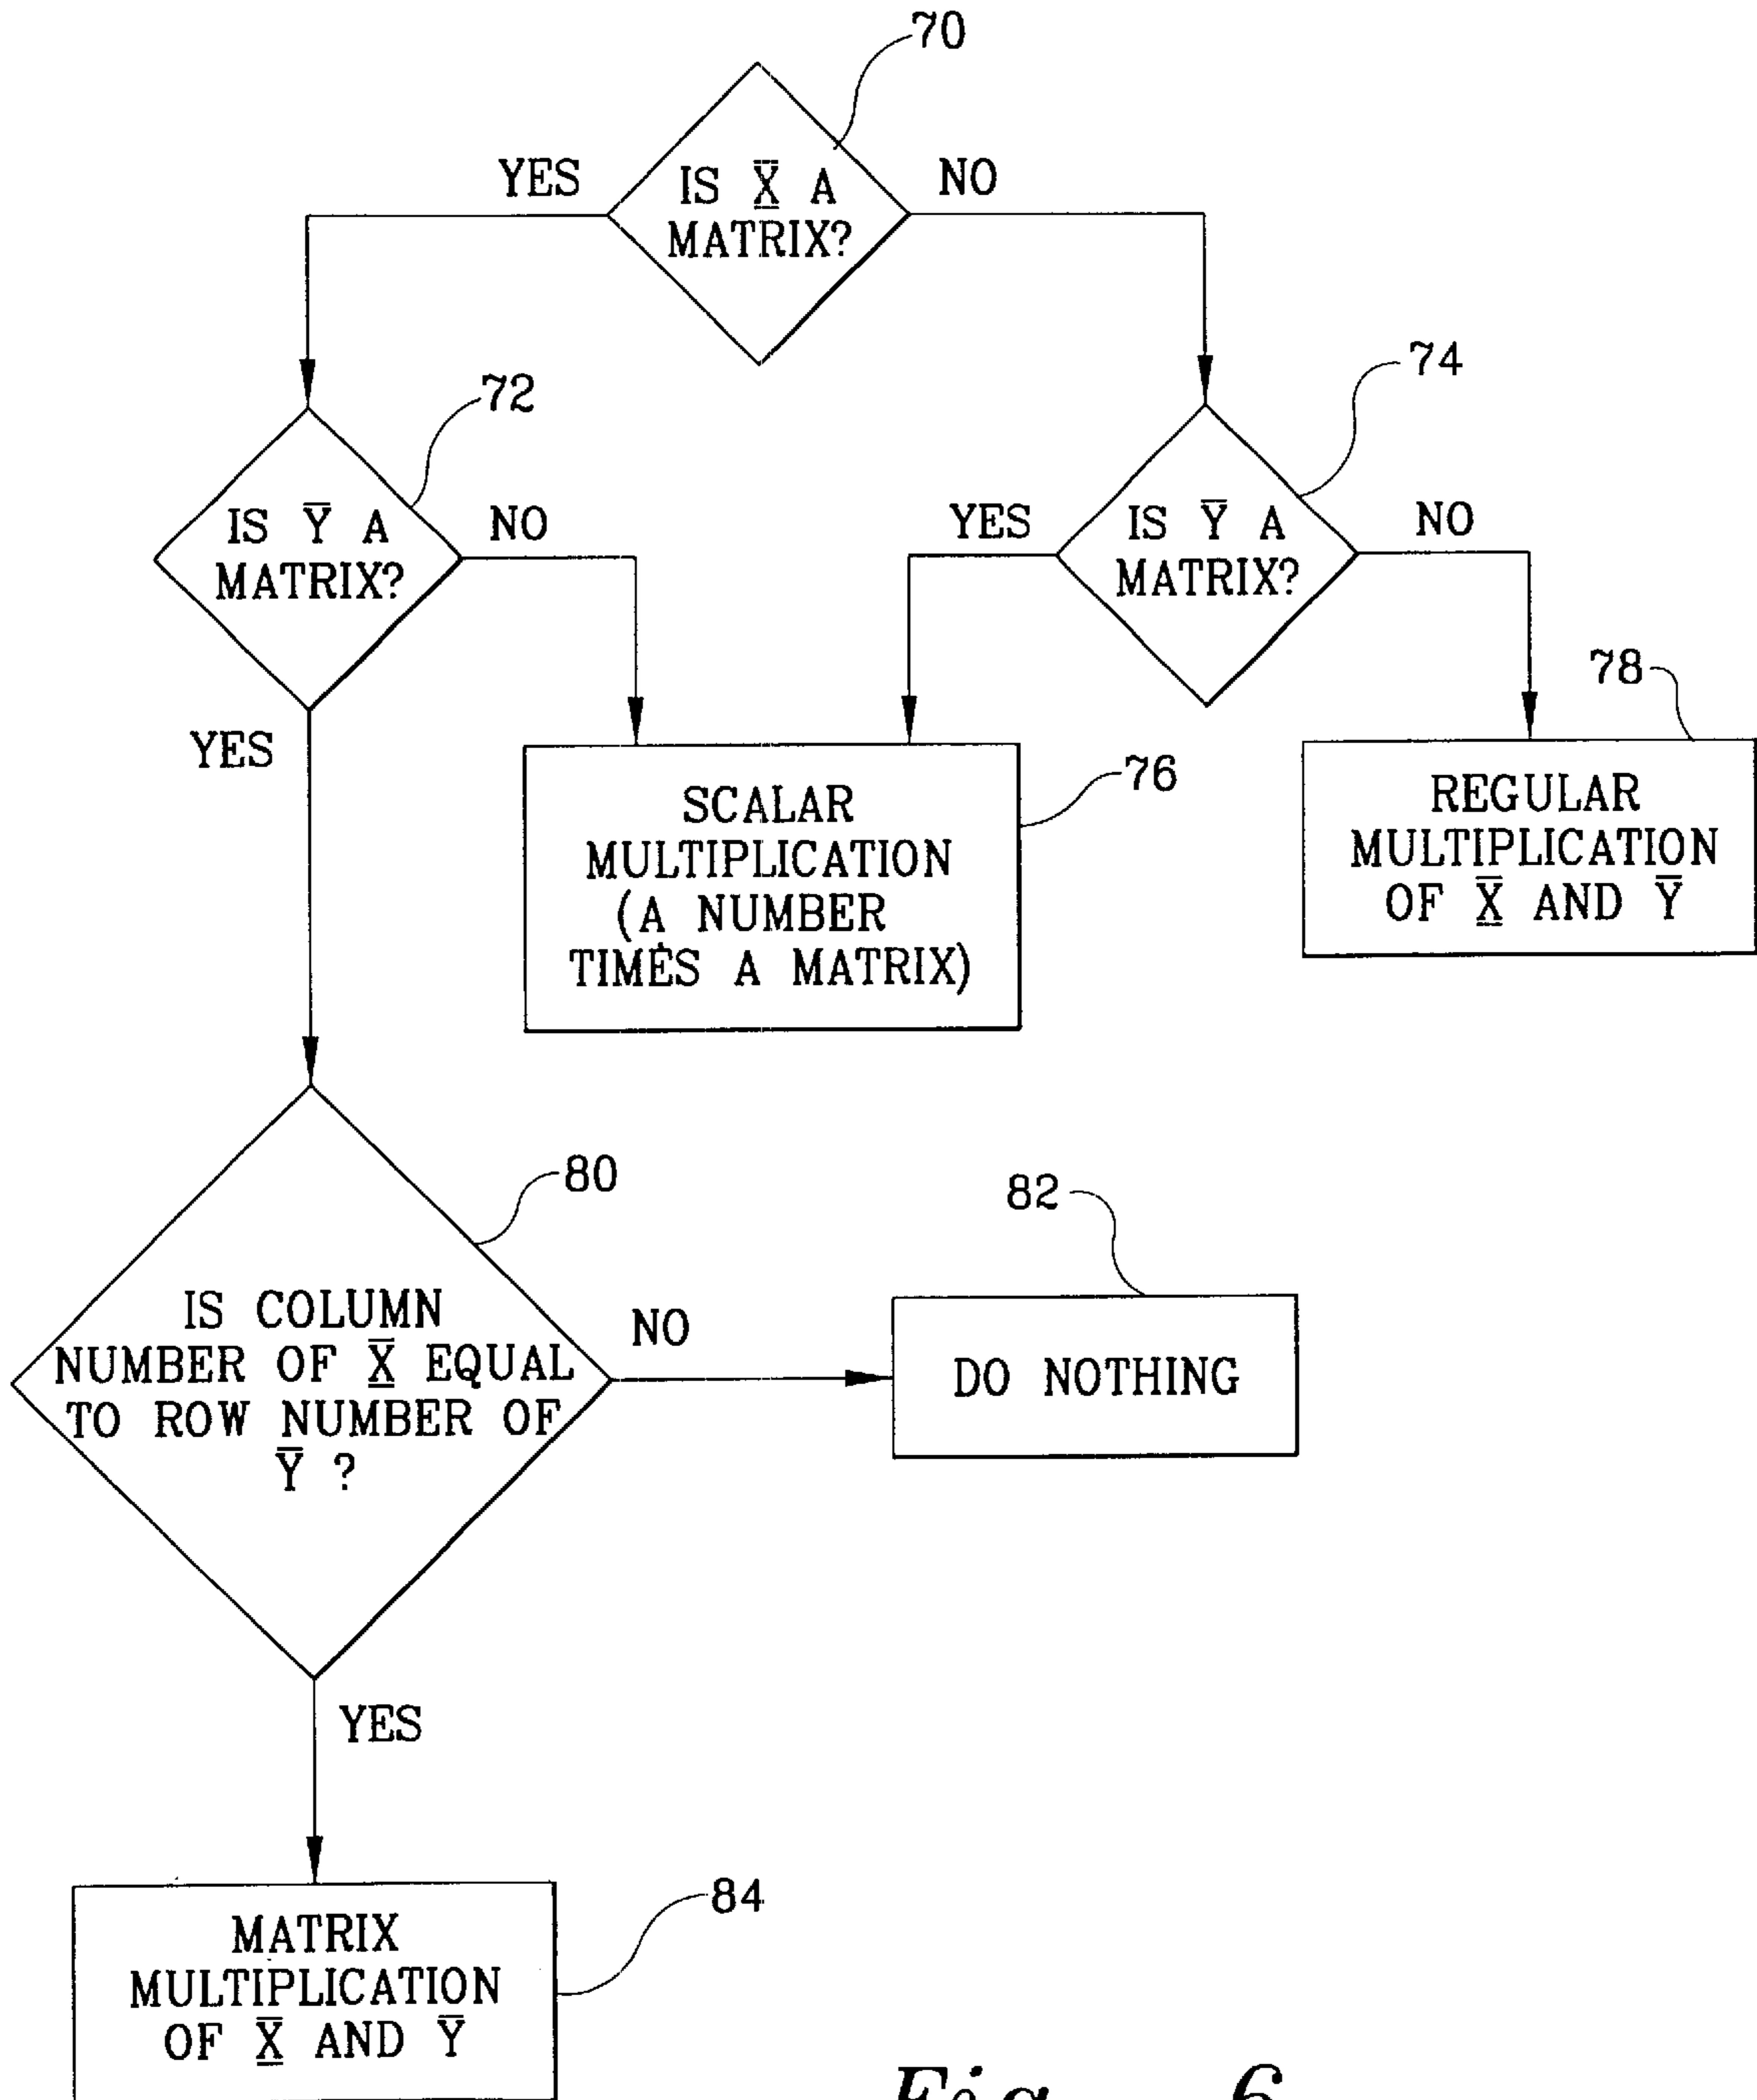 70
YES
IS X̲̅ A
MATRIX?
NO
72
IS Y̅ A
MATRIX?
NO
YES
74
YES
IS Y̅ A
MATRIX?
NO
76
SCALAR
MULTIPLICATION
(A NUMBER
TIMES A MATRIX)
78
REGULAR
MULTIPLICATION
OF X̲̅ AND Y̅
80
IS COLUMN
NUMBER OF X̲̅ EQUAL
TO ROW NUMBER OF
Y̅ ?
NO
82
DO NOTHING
YES
84
MATRIX
MULTIPLICATION
OF X̲̅ AND Y̅
Fig. 6